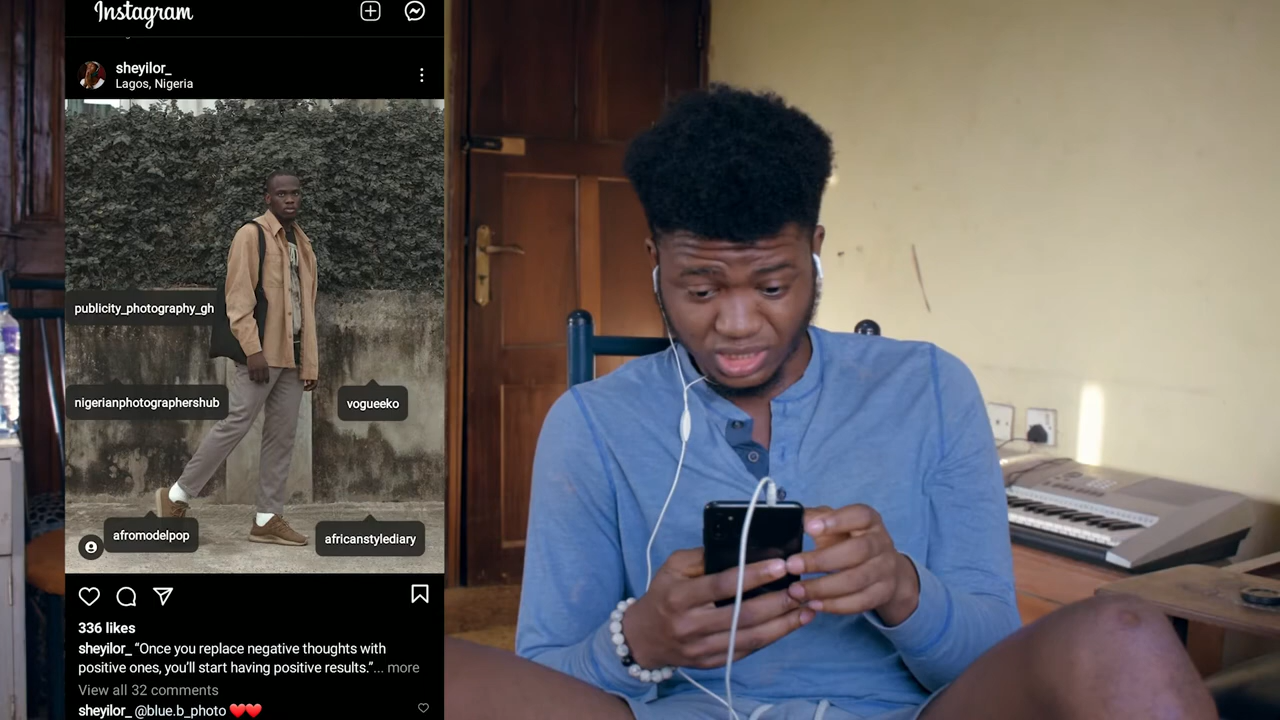 Instagram
sheyilor_
Lagos, Nigeria
publicity_photography_gh
nigerianphotographershub
vogueeko
afromodelpop
africanstylediary
336 likes
sheyilor_ “Once you replace negative thoughts with
positive ones, you’ll start having positive results.”... more
View all 32 comments
sheyilor_ @blue.b_photo ❤️❤️